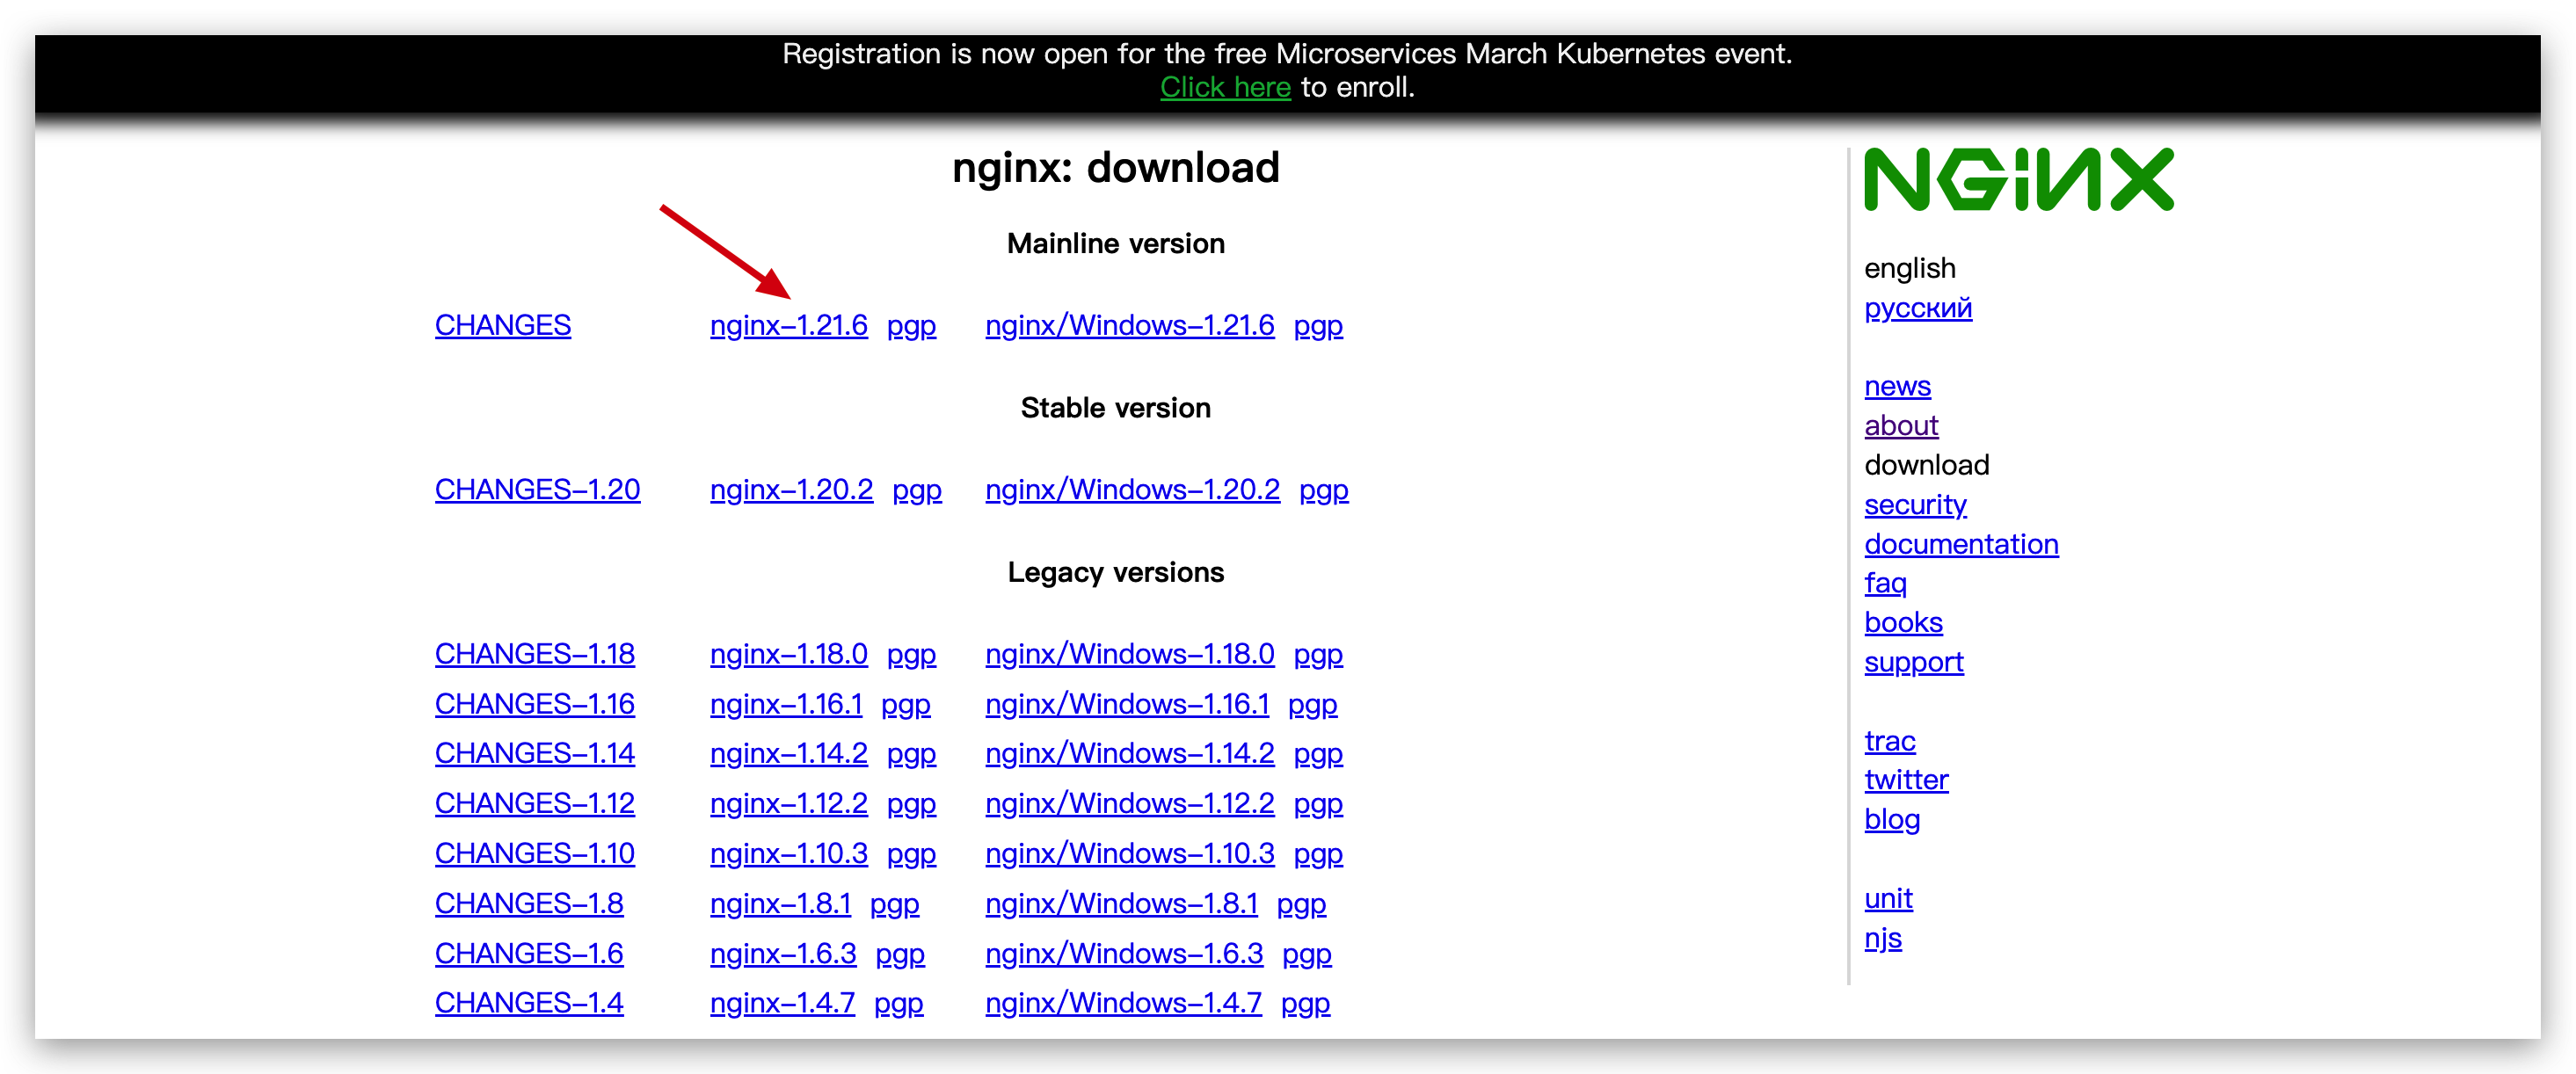 Registration is now open for the free Microservices March Kubernetes event.
Click here to enroll.
nginx: download
Mainline version
CHANGES nginx-1.21.6 pgp nginx/Windows-1.21.6 pgp
Stable version
CHANGES-1.20 nginx-1.20.2 pgp nginx/Windows-1.20.2 pgp
Legacy versions
CHANGES-1.18 nginx-1.18.0 pgp nginx/Windows-1.18.0 pgp
CHANGES-1.16 nginx-1.16.1 pgp nginx/Windows-1.16.1 pgp
CHANGES-1.14 nginx-1.14.2 pgp nginx/Windows-1.14.2 pgp
CHANGES-1.12 nginx-1.12.2 pgp nginx/Windows-1.12.2 pgp
CHANGES-1.10 nginx-1.10.3 pgp nginx/Windows-1.10.3 pgp
CHANGES-1.8 nginx-1.8.1 pgp nginx/Windows-1.8.1 pgp
CHANGES-1.6 nginx-1.6.3 pgp nginx/Windows-1.6.3 pgp
CHANGES-1.4 nginx-1.4.7 pgp nginx/Windows-1.4.7 pgp
NGiNX
english
русский
news
about
download
security
documentation
faq
books
support
trac
twitter
blog
unit
njs